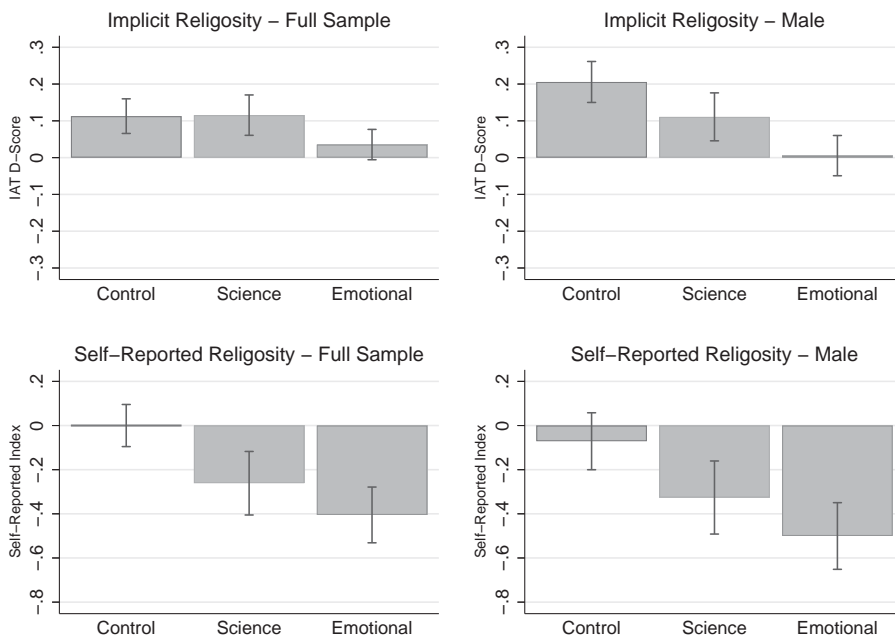 Implicit Religosity – Full Sample
IAT D–Score
.3
.2
.1
0
–.1
–.2
–.3
Control Science Emotional
Implicit Religosity – Male
IAT D–Score
.3
.2
.1
0
–.1
–.2
–.3
Control Science Emotional
Self–Reported Religosity – Full Sample
Self–Reported Index
.2
0
–.2
–.4
–.6
–.8
Control Science Emotional
Self–Reported Religosity – Male
Self–Reported Index
.2
0
–.2
–.4
–.6
–.8
Control Science Emotional